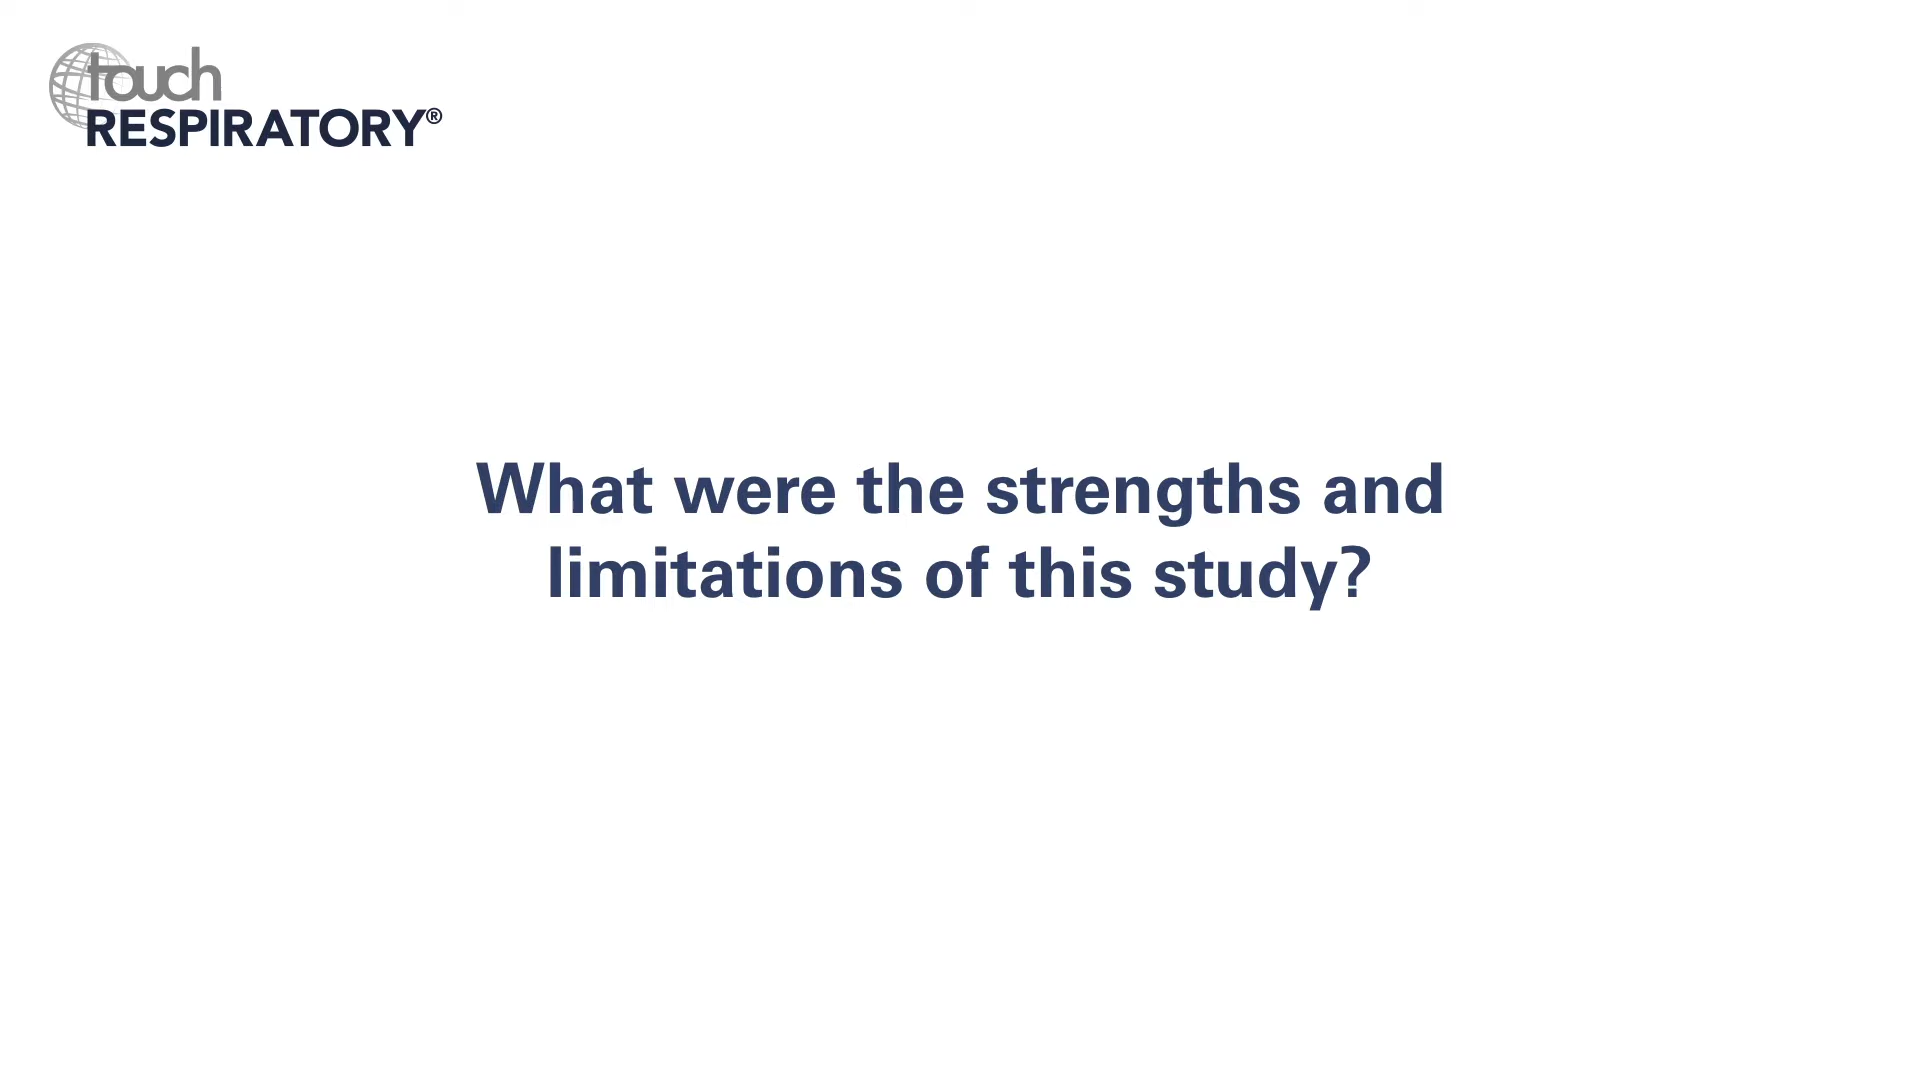 touch
RESPIRATORY®
What were the strengths and
limitations of this study?